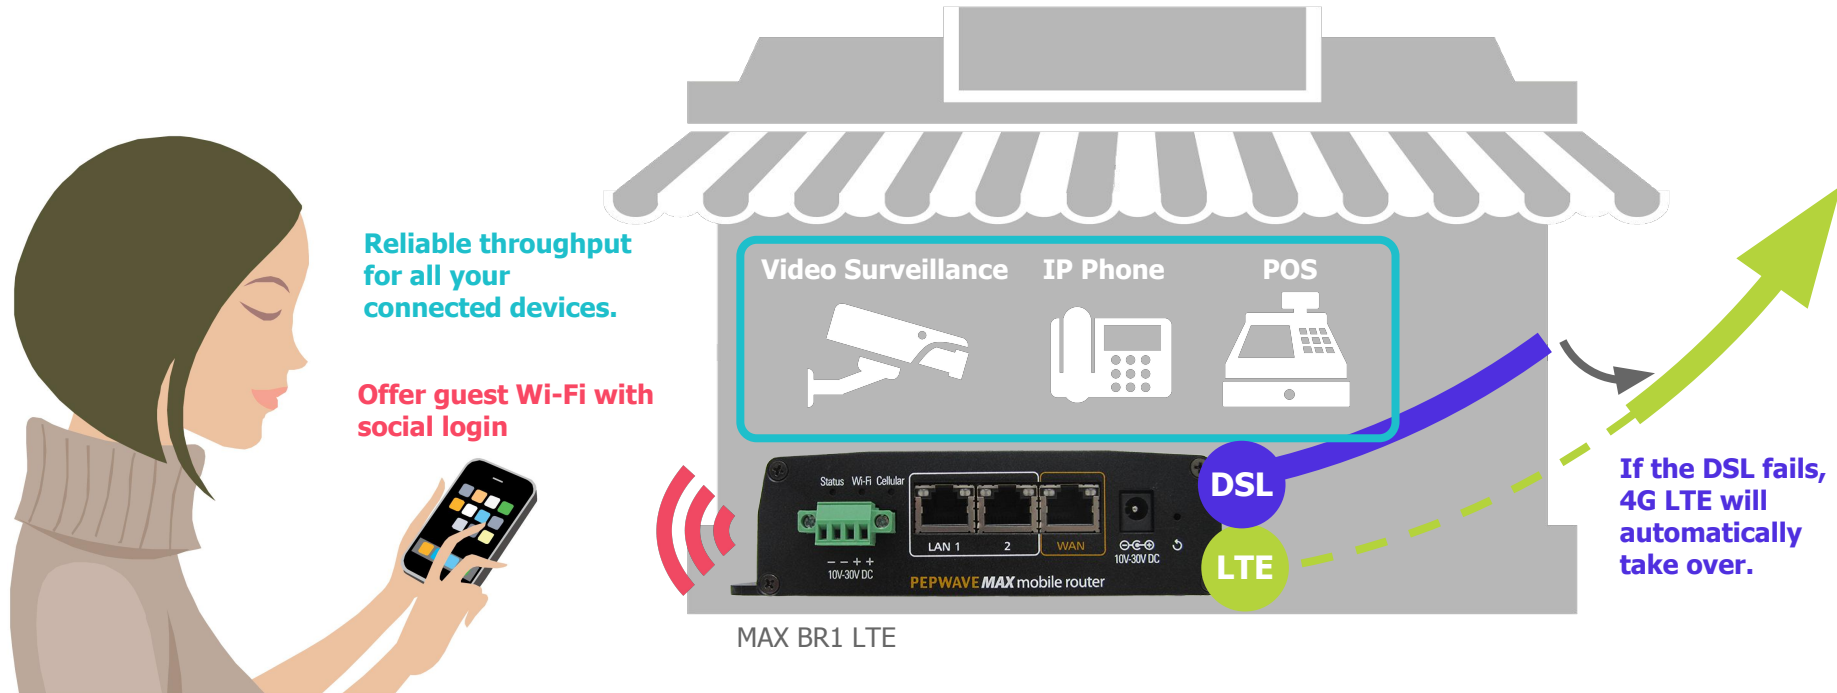 Reliable throughput
for all your
connected devices.
Offer guest Wi-Fi with
social login
Video Surveillance
IP Phone
POS
Status Wi-Fi Cellular
LAN 1
2
WAN
10V-30V DC
10V-30V DC
PEPWAVE MAX mobile router
DSL
LTE
If the DSL fails,
4G LTE will
automatically
take over.
MAX BR1 LTE